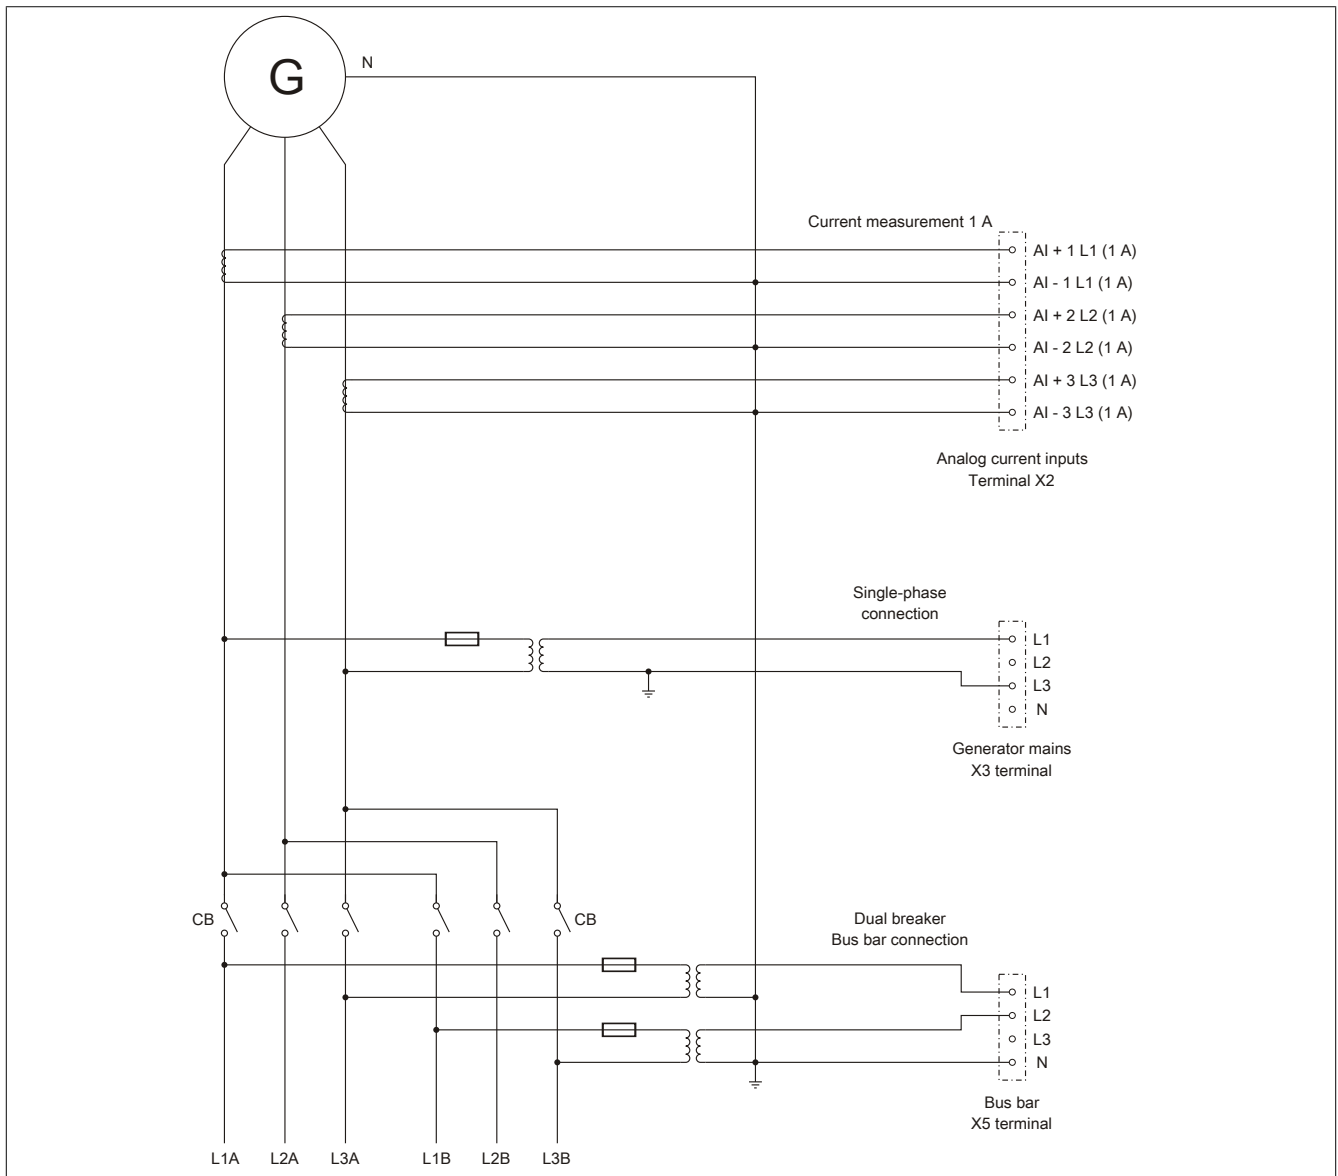 N
G
Current measurement 1 A
AI + 1 L1 (1 A)
AI - 1 L1 (1 A)
AI + 2 L2 (1 A)
AI - 2 L2 (1 A)
AI + 3 L3 (1 A)
AI - 3 L3 (1 A)
Analog current inputs
Terminal X2
Single-phase
connection
L1
L2
L3
N
Generator mains
X3 terminal
CB
CB
Dual breaker
Bus bar connection
L1
L2
L3
N
Bus bar
X5 terminal
L1A L2A L3A L1B L2B L3B